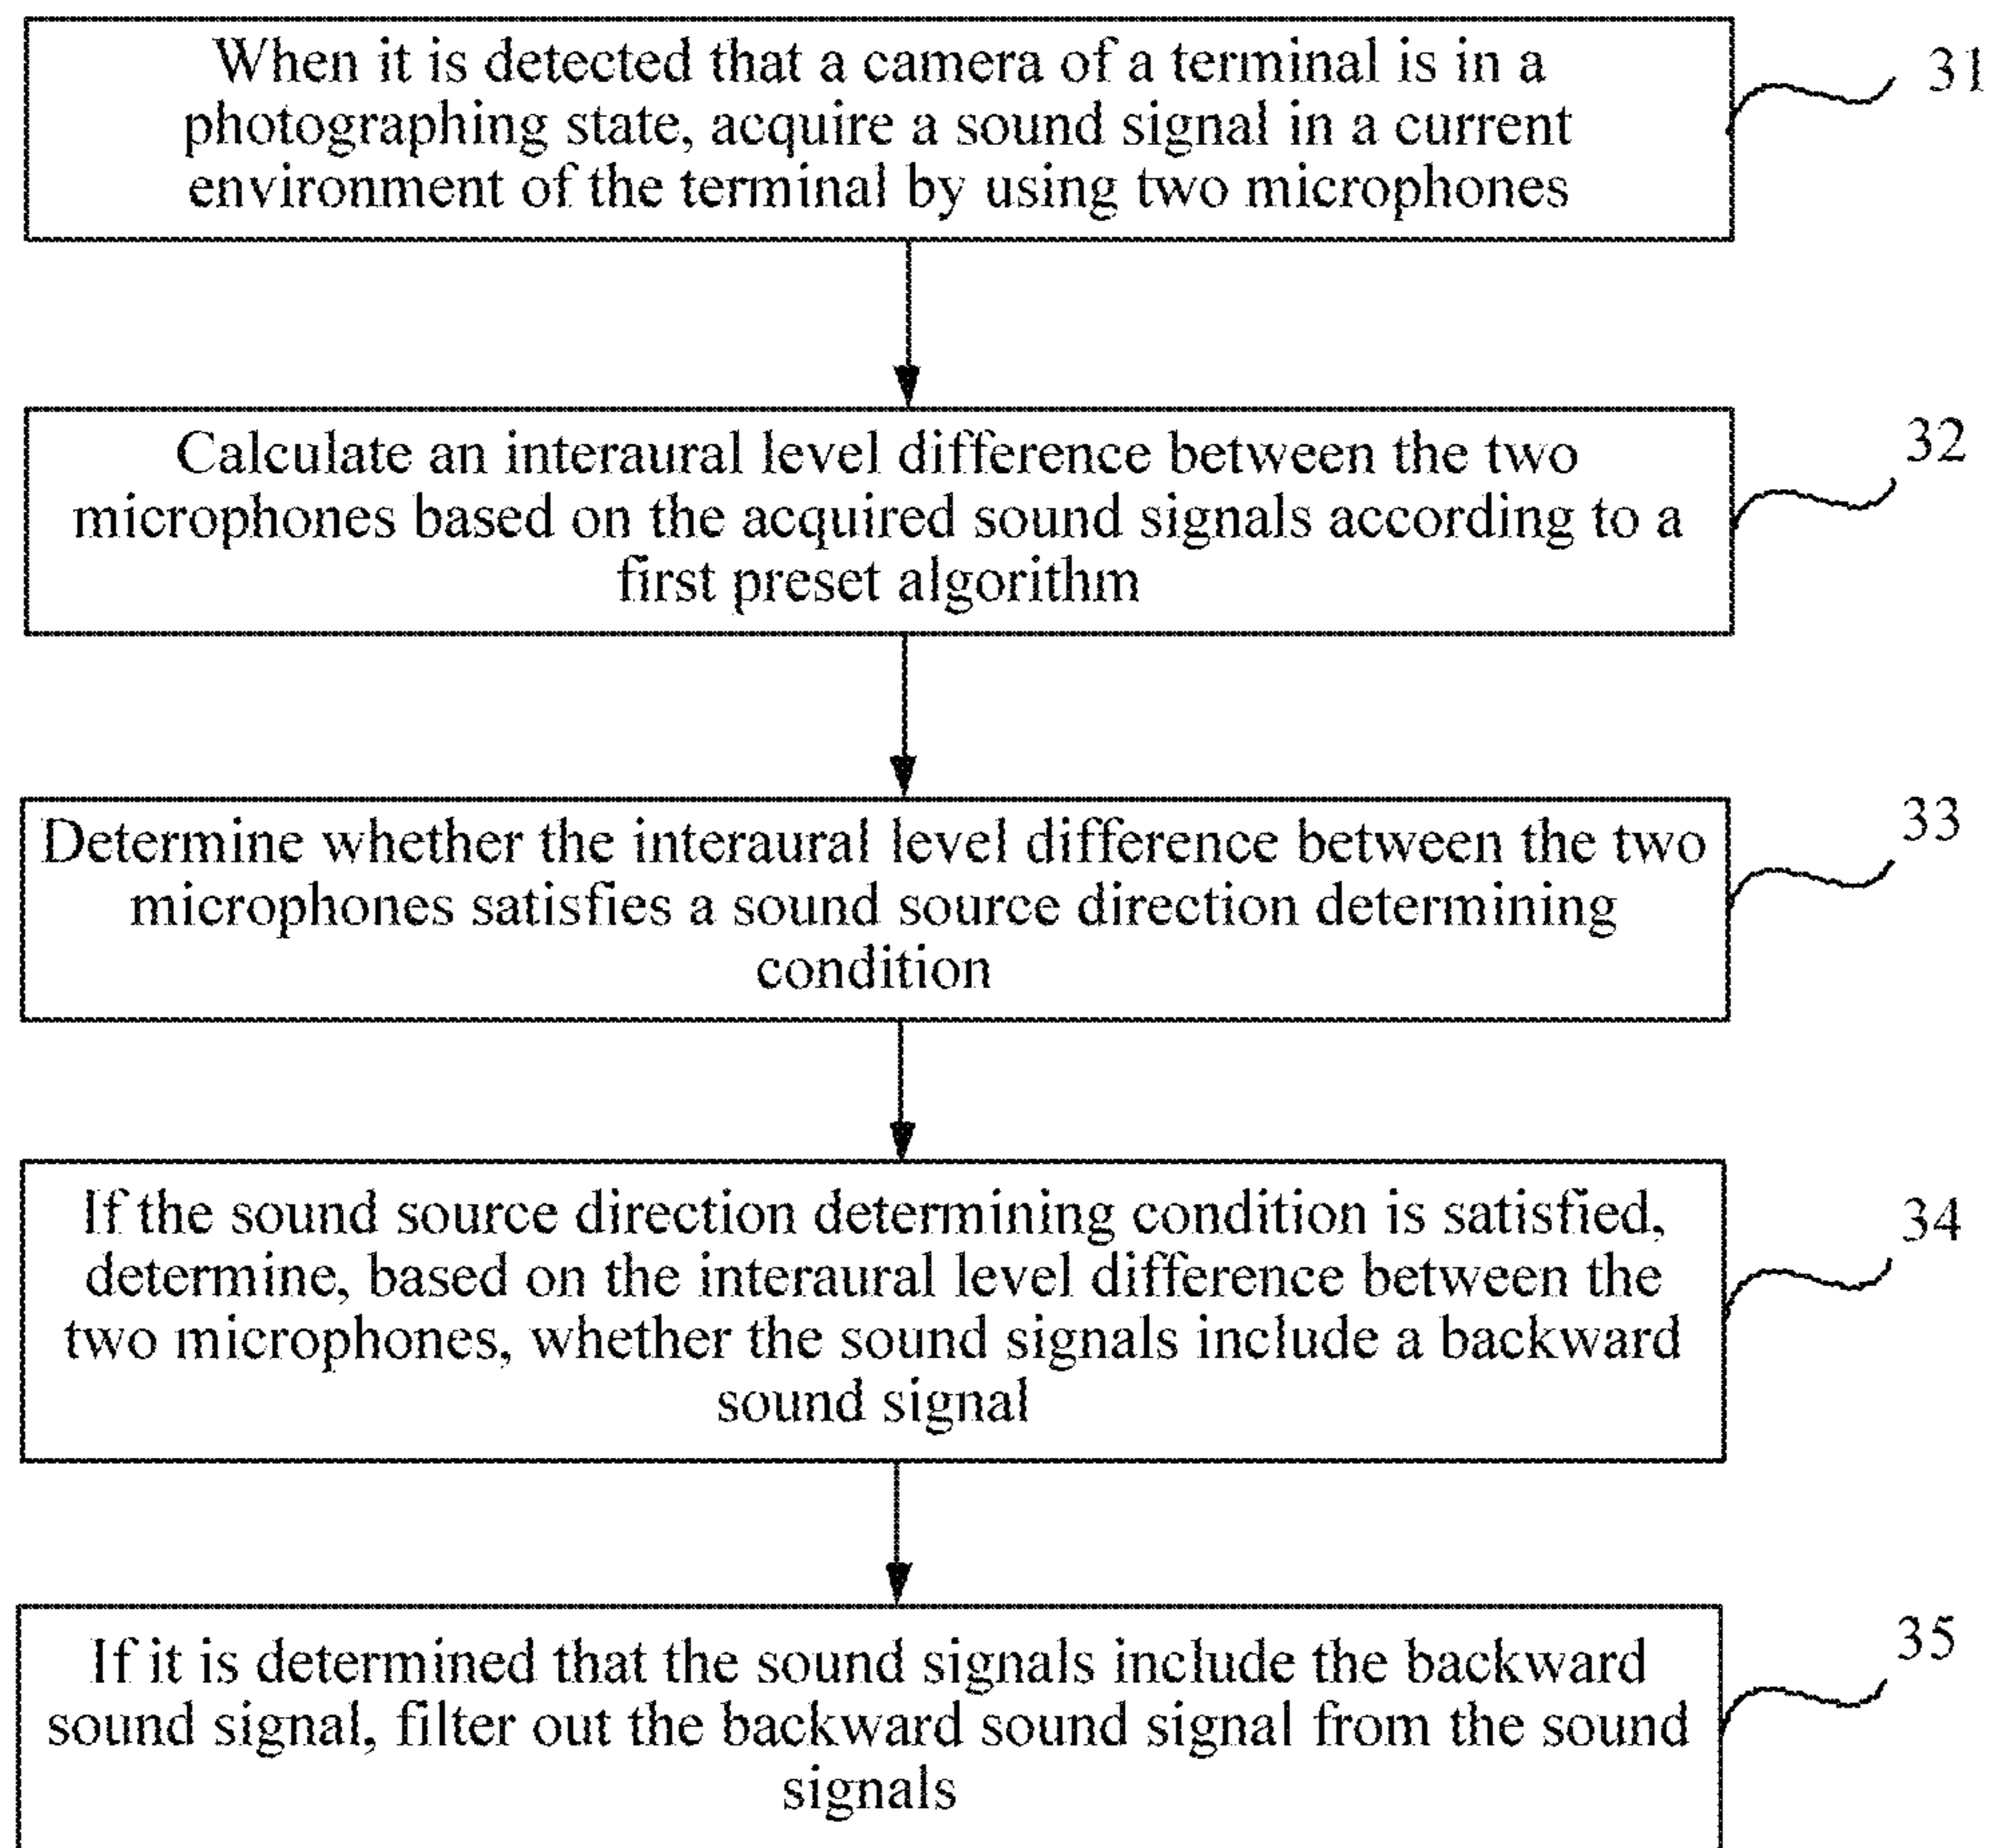 When it is detected that a camera of a terminal is in a
photographing state, acquire a sound signal in a current
environment of the terminal by using two microphones
31
Calculate an interaural level difference between the two
microphones based on the acquired sound signals according to a
first preset algorithm
32
Determine whether the interaural level difference between the two
microphones satisfies a sound source direction determining
condition
33
If the sound source direction determining condition is satisfied,
determine, based on the interaural level difference between the
two microphones, whether the sound signals include a backward
sound signal
34
If it is determined that the sound signals include the backward
sound signal, filter out the backward sound signal from the sound
signals
35